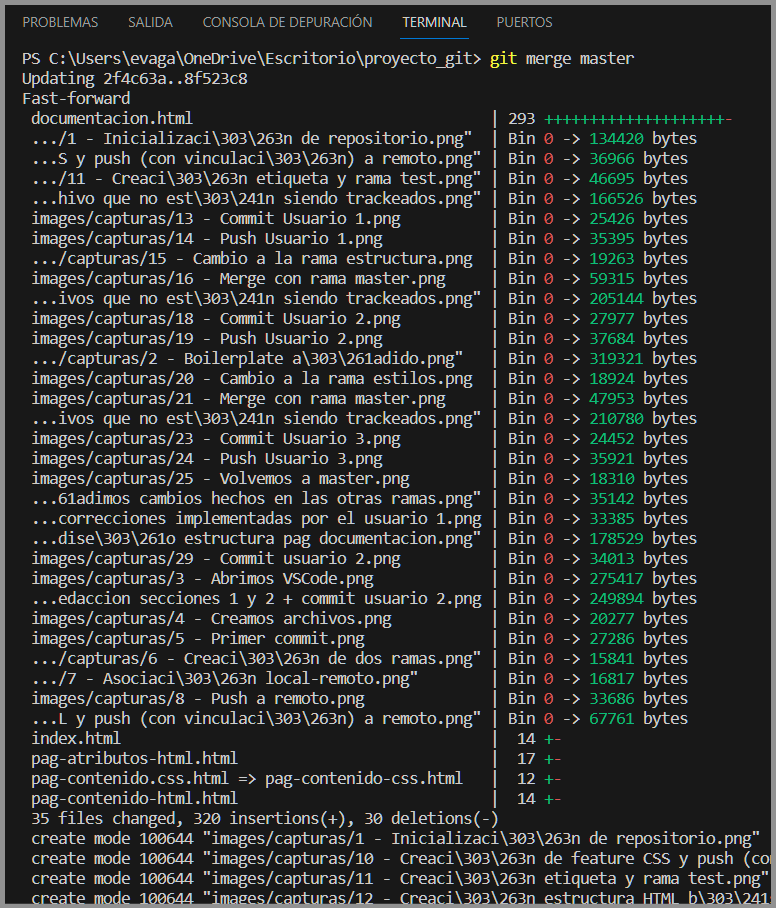 PROBLEMAS SALIDA CONSOLA DE DEPURACIÓN TERMINAL PUERTOS
PS C:\Users\evaga\OneDrive\Escritorio\proyecto_git> git merge master
Updating 2f4c63a..8f523c8
Fast-forward
documentacion.html | 293 ++++++++++++++++++++-
.../1 - Inicializaci\303\263n de repositorio.png" | Bin 0 -> 134420 bytes
...S y push (con vinculaci\303\263n) a remoto.png" | Bin 0 -> 36966 bytes
.../11 - Creaci\303\263n etiqueta y rama test.png" | Bin 0 -> 46695 bytes
...hivo que no est\303\241n siendo trackeados.png" | Bin 0 -> 166526 bytes
images/capturas/13 - Commit Usuario 1.png | Bin 0 -> 25426 bytes
images/capturas/14 - Push Usuario 1.png | Bin 0 -> 35395 bytes
.../capturas/15 - Cambio a la rama estructura.png | Bin 0 -> 19263 bytes
images/capturas/16 - Merge con rama master.png | Bin 0 -> 59315 bytes
...ivos que no est\303\241n siendo trackeados.png" | Bin 0 -> 205144 bytes
images/capturas/18 - Commit Usuario 2.png | Bin 0 -> 27977 bytes
images/capturas/19 - Push Usuario 2.png | Bin 0 -> 37684 bytes
.../capturas/2 - Boilerplate a\303\261adido.png" | Bin 0 -> 319321 bytes
images/capturas/20 - Cambio a la rama estilos.png | Bin 0 -> 18924 bytes
images/capturas/21 - Merge con rama master.png | Bin 0 -> 47953 bytes
...ivos que no est\303\241n siendo trackeados.png" | Bin 0 -> 210780 bytes
images/capturas/23 - Commit Usuario 3.png | Bin 0 -> 24452 bytes
images/capturas/24 - Push Usuario 3.png | Bin 0 -> 35921 bytes
images/capturas/25 - Volvemos a master.png | Bin 0 -> 18310 bytes
...61adimos cambios hechos en las otras ramas.png" | Bin 0 -> 35142 bytes
...correcciones implementadas por el usuario 1.png | Bin 0 -> 33385 bytes
...dise\303\261o estructura pag documentacion.png" | Bin 0 -> 178529 bytes
images/capturas/29 - Commit usuario 2.png | Bin 0 -> 34013 bytes
images/capturas/3 - Abrimos VSCode.png | Bin 0 -> 275417 bytes
...edaccion secciones 1 y 2 + commit usuario 2.png | Bin 0 -> 249894 bytes
images/capturas/4 - Creamos archivos.png | Bin 0 -> 20277 bytes
images/capturas/5 - Primer commit.png | Bin 0 -> 27286 bytes
.../capturas/6 - Creaci\303\263n de dos ramas.png" | Bin 0 -> 15841 bytes
.../7 - Asociaci\303\263n local-remoto.png" | Bin 0 -> 16817 bytes
images/capturas/8 - Push a remoto.png | Bin 0 -> 33686 bytes
...L y push (con vinculaci\303\263n) a remoto.png" | Bin 0 -> 67761 bytes
index.html | 14 +-
pag-atributos-html.html | 17 +-
pag-contenido.css.html => pag-contenido-css.html | 12 +-
pag-contenido-html.html | 14 +-
35 files changed, 320 insertions(+), 30 deletions(-)
create mode 100644 "images/capturas/1 - Inicializaci\303\263n de repositorio.png"
create mode 100644 "images/capturas/10 - Creaci\303\263n de feature CSS y push (co
create mode 100644 "images/capturas/11 - Creaci\303\263n etiqueta y rama test.png"
create mode 100644 "images/capturas/12 - Creaci\303\263n estructura HTML b\303\241